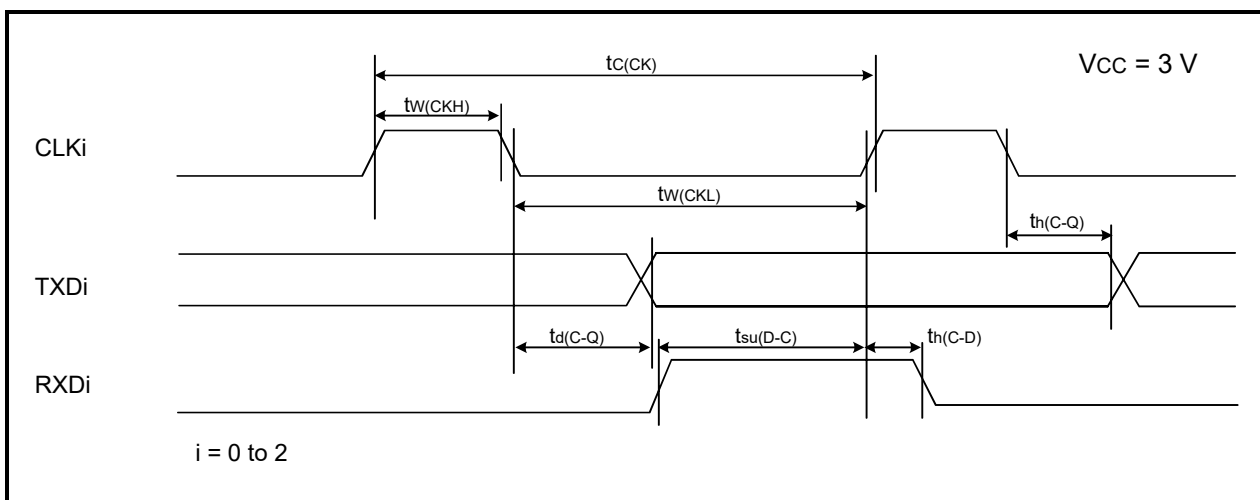 tC(CK)
VCC = 3 V
tW(CKH)
CLKi
tW(CKL)
th(C-Q)
TXDi
td(C-Q)
tsu(D-C)
th(C-D)
RXDi
i = 0 to 2